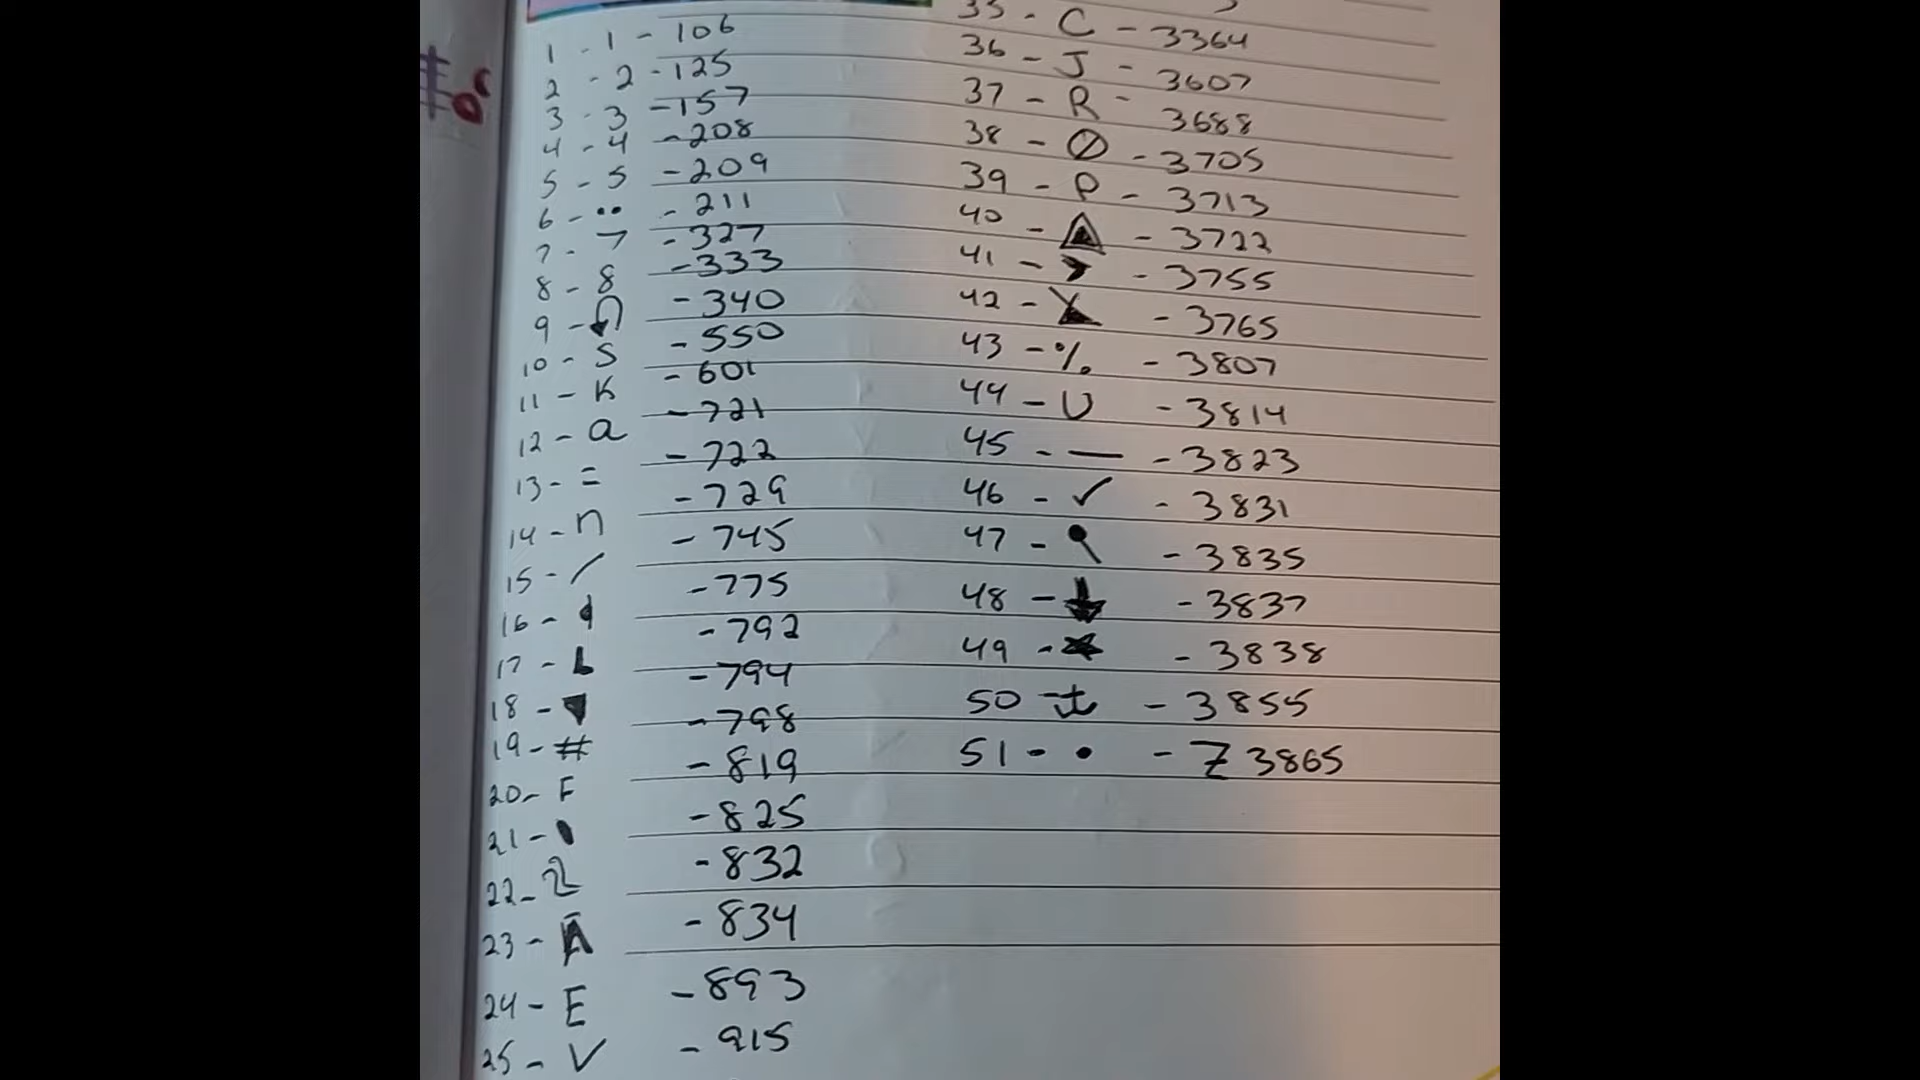 1 - 1 - 106
2 - 2 - 125
3 - 3 - 157
4 - 4 - 208
5 - 5 - 209
6 - •• - 211
7 - 7 - 327
8 - 8 - 333
9 - - 340
10 - S - 550
11 - K - 601
12 - a - 721
13 - = - 722
14 - n - 729
15 - / - 745
16 - - 775
17 - - 792
18 - ▼ - 794
19 - # - 798
20 - F - 819
21 - - 825
22 - 2 - 832
23 - A - 834
24 - E - 893
25 - V - 915
35 - C - 3364
36 - J - 3607
37 - R - 3688
38 - ⊘ - 3705
39 - P - 3713
40 - ▲ - 3722
41 - - 3755
42 - - 3765
43 - % - 3807
44 - U - 3814
45 - — - 3823
46 - ✓ - 3831
47 - - 3835
48 - ↓ - 3837
49 - ★ - 3838
50 - ⚓ - 3855
51 - • - Z3865